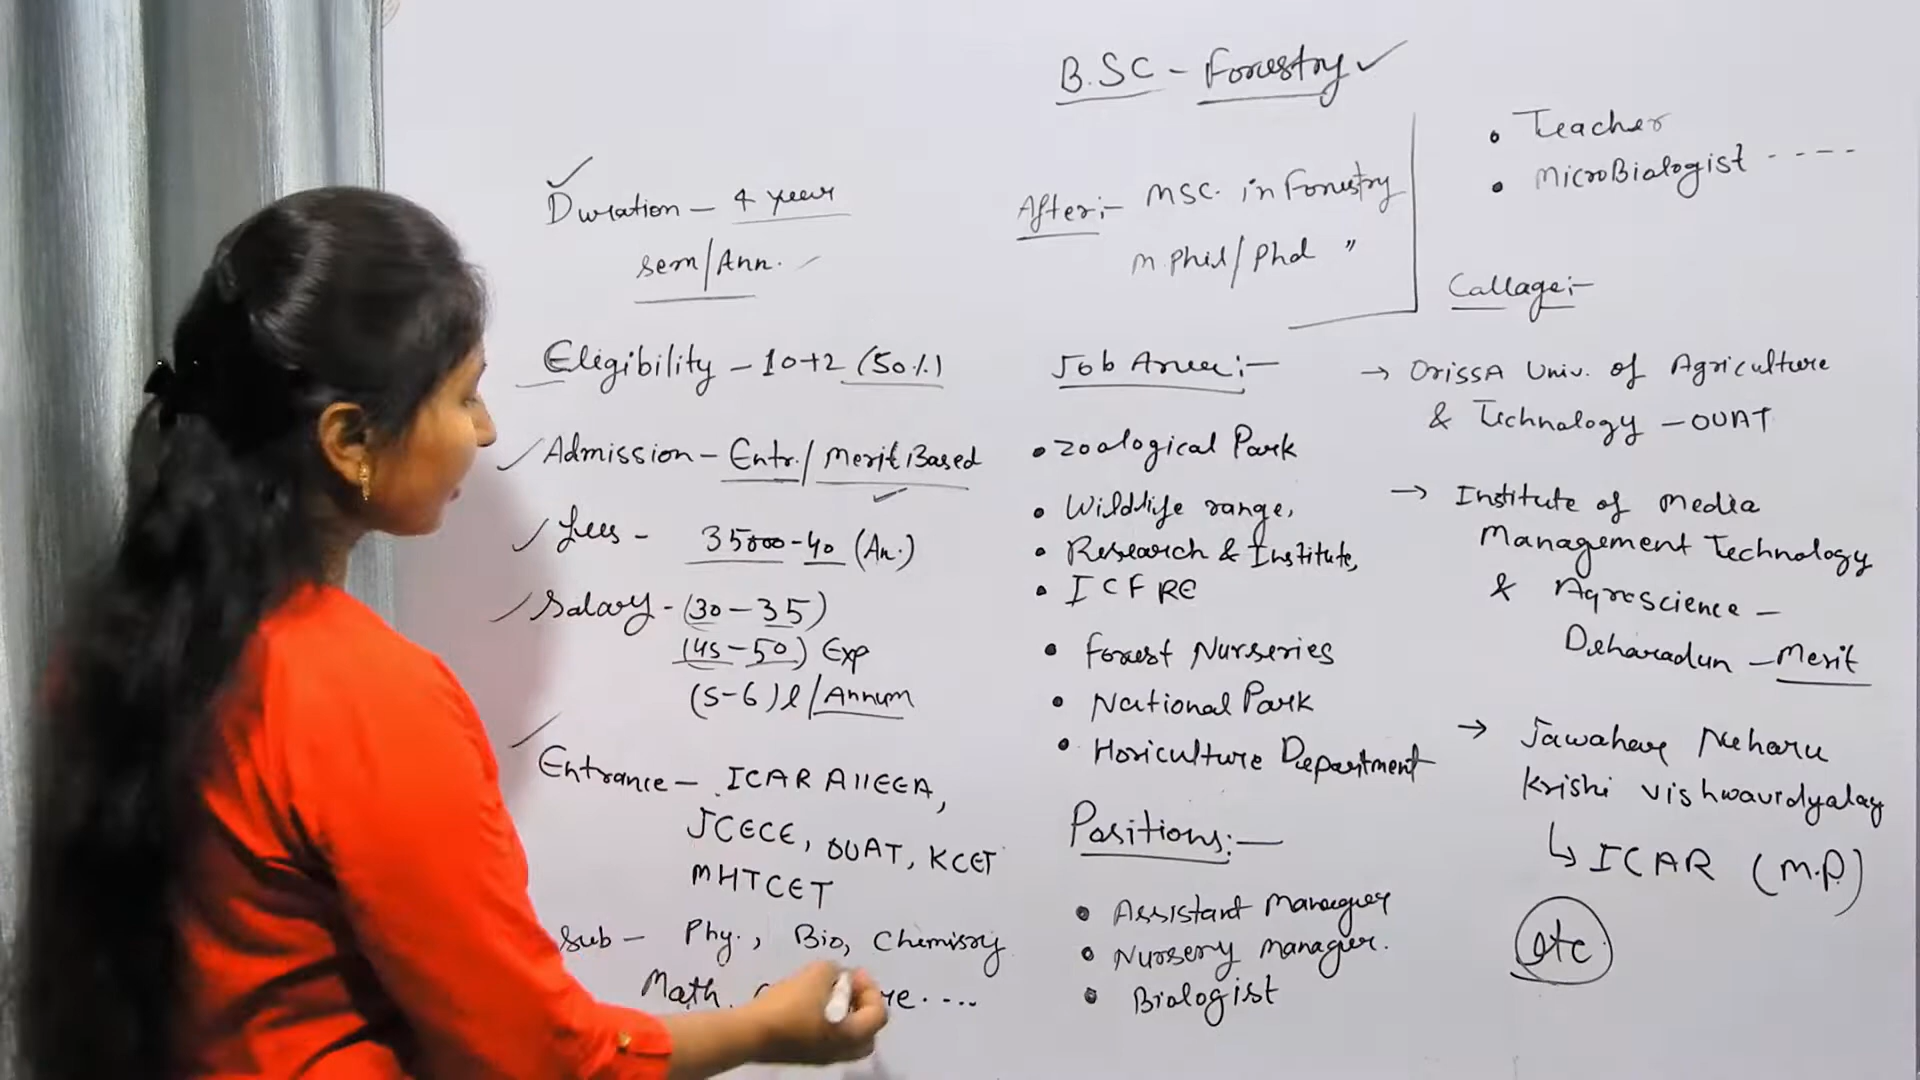 B.SC - Forestry
Duration - 4 year
sem/Ann.
Eligibility - 10+2 (50%)
Admission - Entr./Merit Based
fees - 35000-40 (An.)
Salary - (30-35)
(45-50) Exp
(5-6) l/Annum
Entrance - ICAR AIEEA,
JCECE, OUAT, KCET
MHTCET
Sub - Phy., Bio, Chemisry
Math.
After:- MSC. in Forestry
M.Phil/Phd "
Job Area:-
• Zoological Park
• Wildlife range,
• Research & Institute,
• ICFRE
• Forest Nurseries
• National Park
• Horiculture Department
Positions:-
• Assistant Manager
• Nursery manager.
• Biologist
• Teacher
• MicroBiologist ----
Callage:-
→ OrissA Univ. of Agriculture
& Technology - OUAT
→ Institute of Media
Management Technology
& Agroscience -
Deharadun - Merit
→ Jawahar Neharu
Krishi Vishwavidyalay
↳ ICAR (M.P)
etc